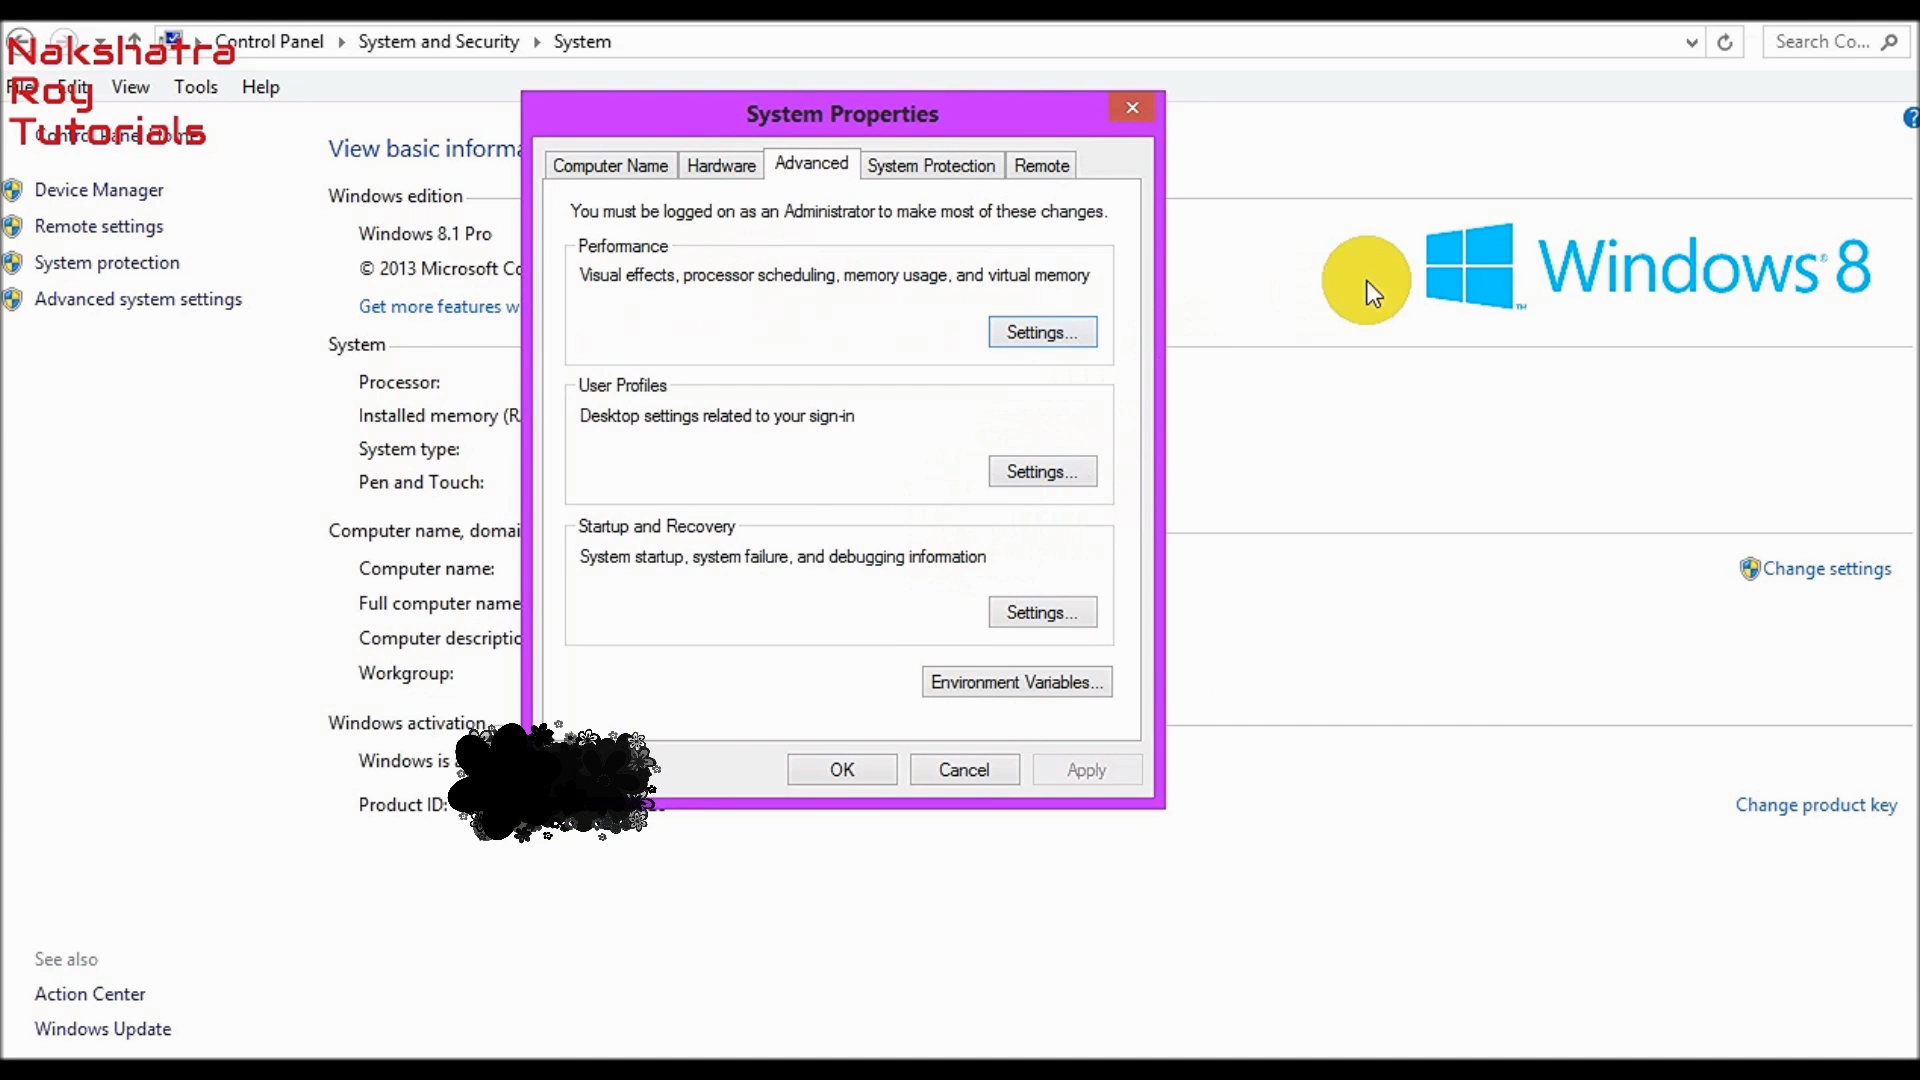 Nakshatra
Roy
Tutorials
Control Panel System and Security System
Search Co...
File Edit View Tools Help
Control Panel Home
Device Manager
Remote settings
System protection
Advanced system settings
See also
Action Center
Windows Update
View basic informa
Windows edition
Windows 8.1 Pro
© 2013 Microsoft Co
Get more features w
System
Processor:
Installed memory (R
System type:
Pen and Touch:
Computer name, domai
Computer name:
Full computer name
Computer descriptio
Workgroup:
Windows activation
Windows is
Product ID:
System Properties
Computer Name Hardware Advanced System Protection Remote
You must be logged on as an Administrator to make most of these changes.
Performance
Visual effects, processor scheduling, memory usage, and virtual memory
Settings...
User Profiles
Desktop settings related to your sign-in
Settings...
Startup and Recovery
System startup, system failure, and debugging information
Settings...
Environment Variables...
OK Cancel Apply
Windows® 8
™
Change settings
Change product key